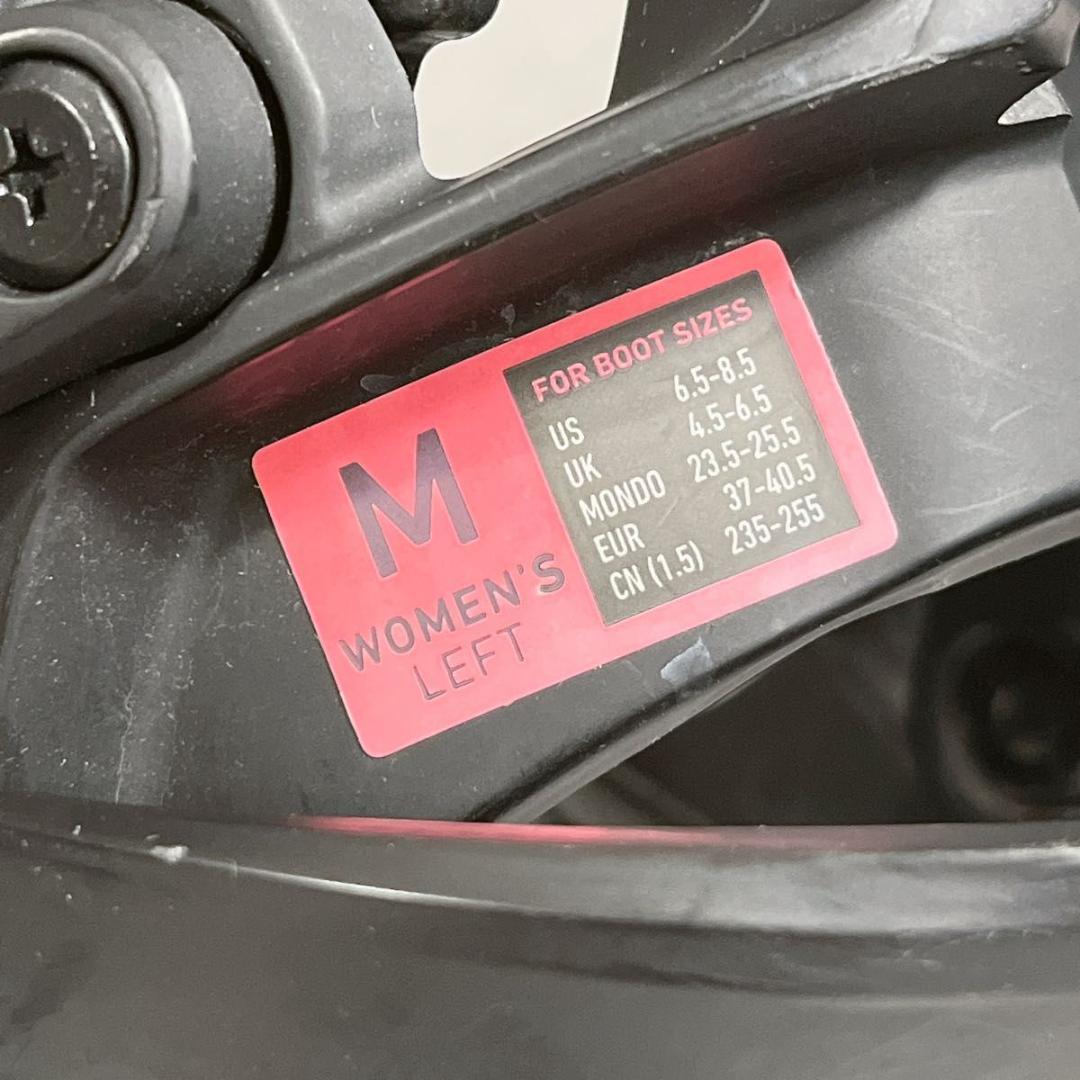 M
WOMEN'S
LEFT
FOR BOOT SIZES
US 6.5-8.5
UK 4.5-6.5
MONDO 23.5-25.5
EUR 37-40.5
CN (1.5) 235-255